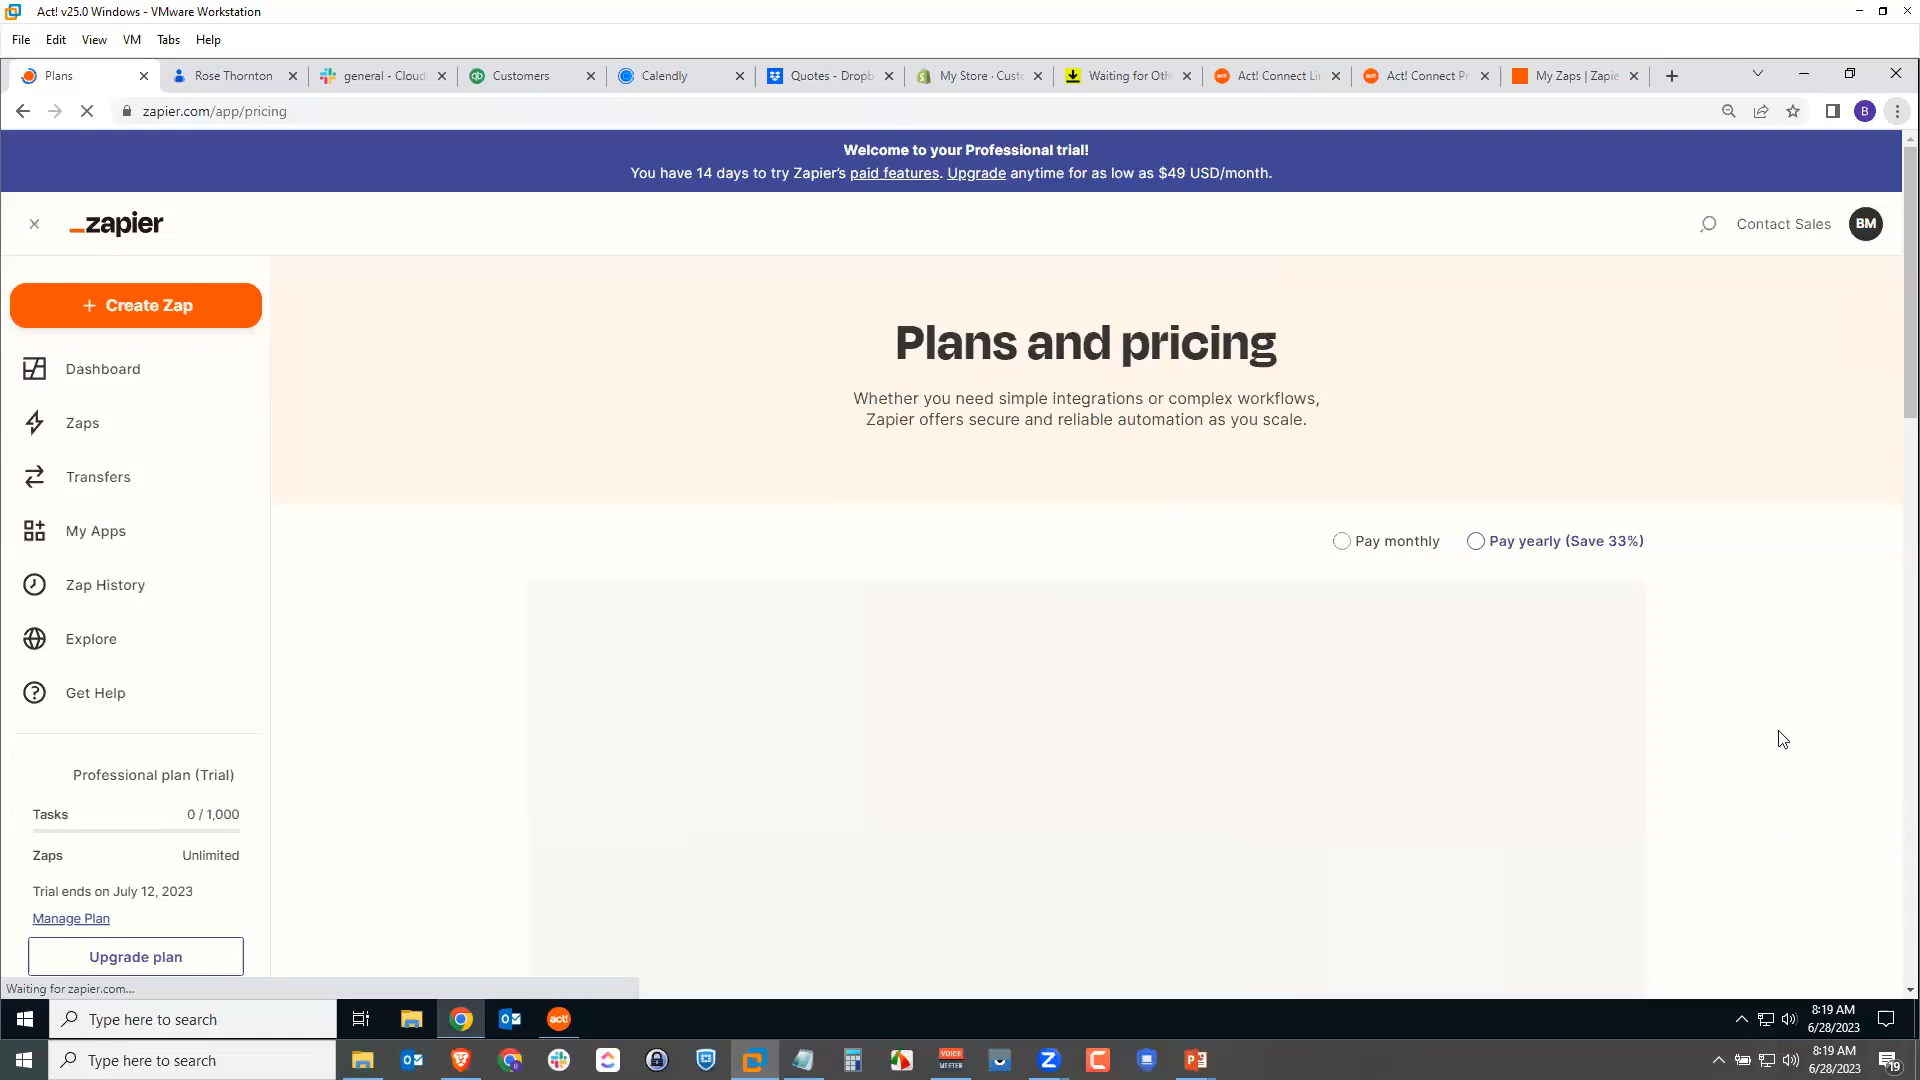 Act! v25.0 Windows - VMware Workstation
File Edit View VM Tabs Help
Plans
Rose Thornton
general - Cloud
Customers
Calendly
Quotes - Dropb
My Store · Custo
Waiting for Oth
Act! Connect Li
Act! Connect Pr
My Zaps | Zapie
zapier.com/app/pricing
B
Welcome to your Professional trial!
You have 14 days to try Zapier's paid features. Upgrade anytime for as low as $49 USD/month.
zapier
Contact Sales
BM
Create Zap
Dashboard
Zaps
Transfers
My Apps
Zap History
Explore
Get Help
Plans and pricing
Whether you need simple integrations or complex workflows,
Zapier offers secure and reliable automation as you scale.
Pay monthly
Pay yearly (Save 33%)
Professional plan (Trial)
Tasks 0 / 1,000
Zaps Unlimited
Trial ends on July 12, 2023
Manage Plan
Upgrade plan
Waiting for zapier.com...
Type here to search
act!
8:19 AM
6/28/2023
Type here to search
VOICE
MEETER
8:19 AM
6/28/2023
19